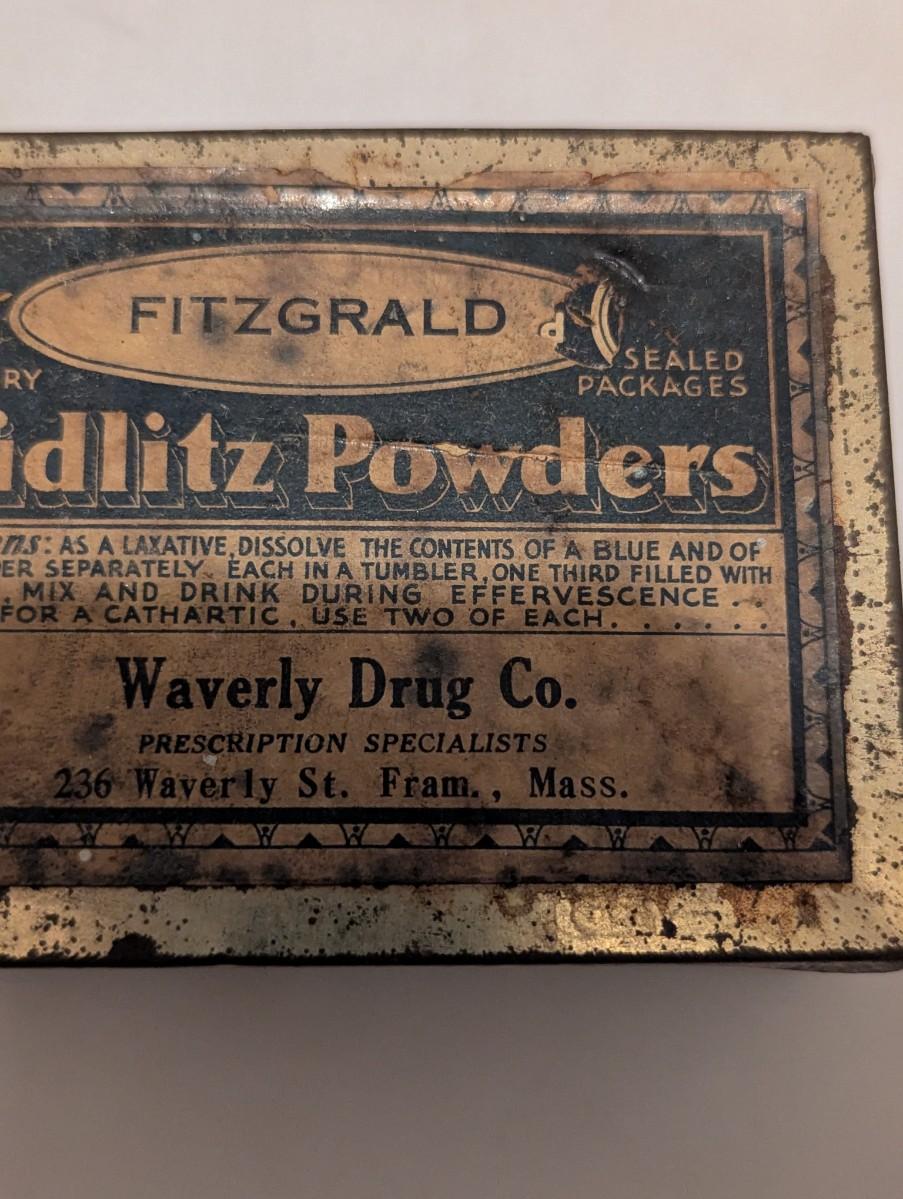 FITZGRALD
d
SEALED
RY
PACKAGES
idlitz Powders
ns: AS A LAXATIVE, DISSOLVE THE CONTENTS OF A BLUE AND OF
ER SEPARATELY, EACH IN A TUMBLER, ONE THIRD FILLED WITH
, MIX AND DRINK DURING EFFERVESCENCE . .
FOR A CATHARTIC, USE TWO OF EACH. . . . . . .
Waverly Drug Co.
PRESCRIPTION SPECIALISTS
236 Waverly St. Fram., Mass.